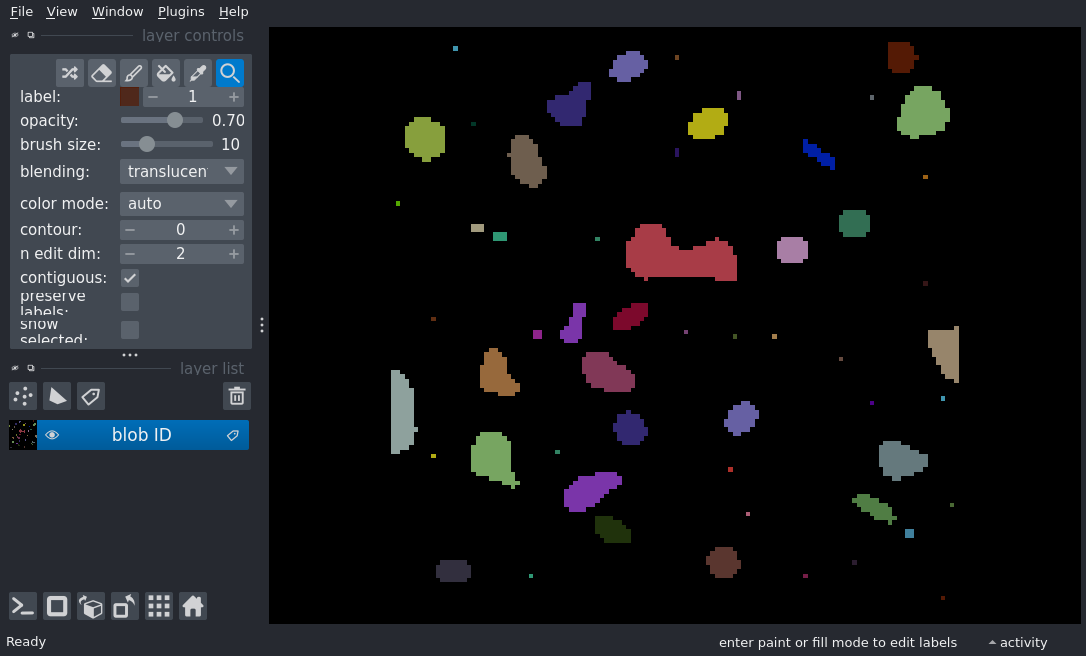 File View Window Plugins Help
layer controls
label: 1
opacity: 0.70
brush size: 10
blending: translucen
color mode: auto
contour: 0
n edit dim: 2
contiguous:
preserve
labels:
show
selected:
layer list
blob ID
Ready enter paint or fill mode to edit labels activity